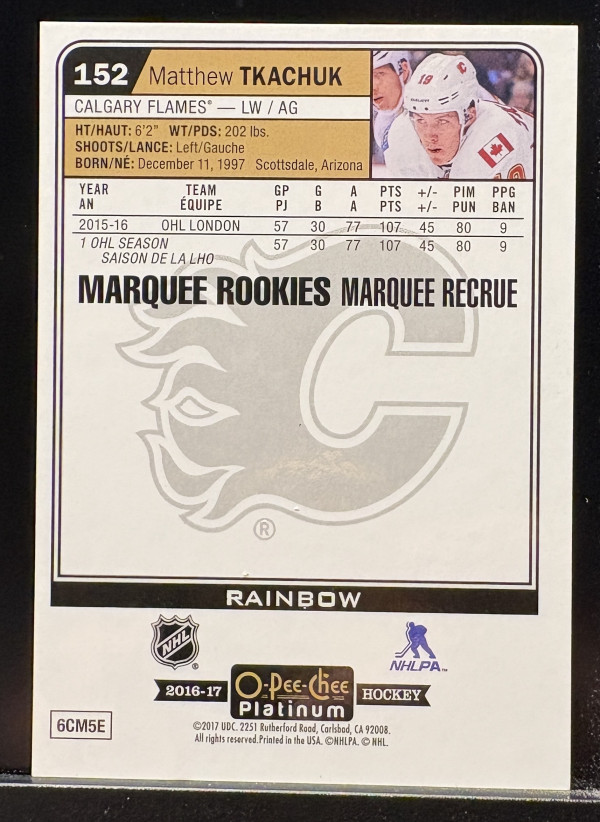 152 Matthew TKACHUK
CALGARY FLAMES® — LW / AG
HT/HAUT: 6'2" WT/PDS: 202 lbs.
SHOOTS/LANCE: Left/Gauche
BORN/NÉ: December 11, 1997 Scottsdale, Arizona
19 C
YEAR TEAM GP G A PTS +/- PIM PPG
AN ÉQUIPE PJ B A PTS +/- PUN BAN
2015-16 OHL LONDON 57 30 77 107 45 80 9
1 OHL SEASON 57 30 77 107 45 80 9
SAISON DE LA LHO
MARQUEE ROOKIES MARQUEE RECRUE
®
RAINBOW
NHL ®
NHLPA™
2016-17 O-Pee-Chee HOCKEY
Platinum
6CM5E
©2017 UDC. 2251 Rutherford Road, Carlsbad, CA 92008.
All rights reserved. Printed in the USA. ©NHLPA. © NHL.